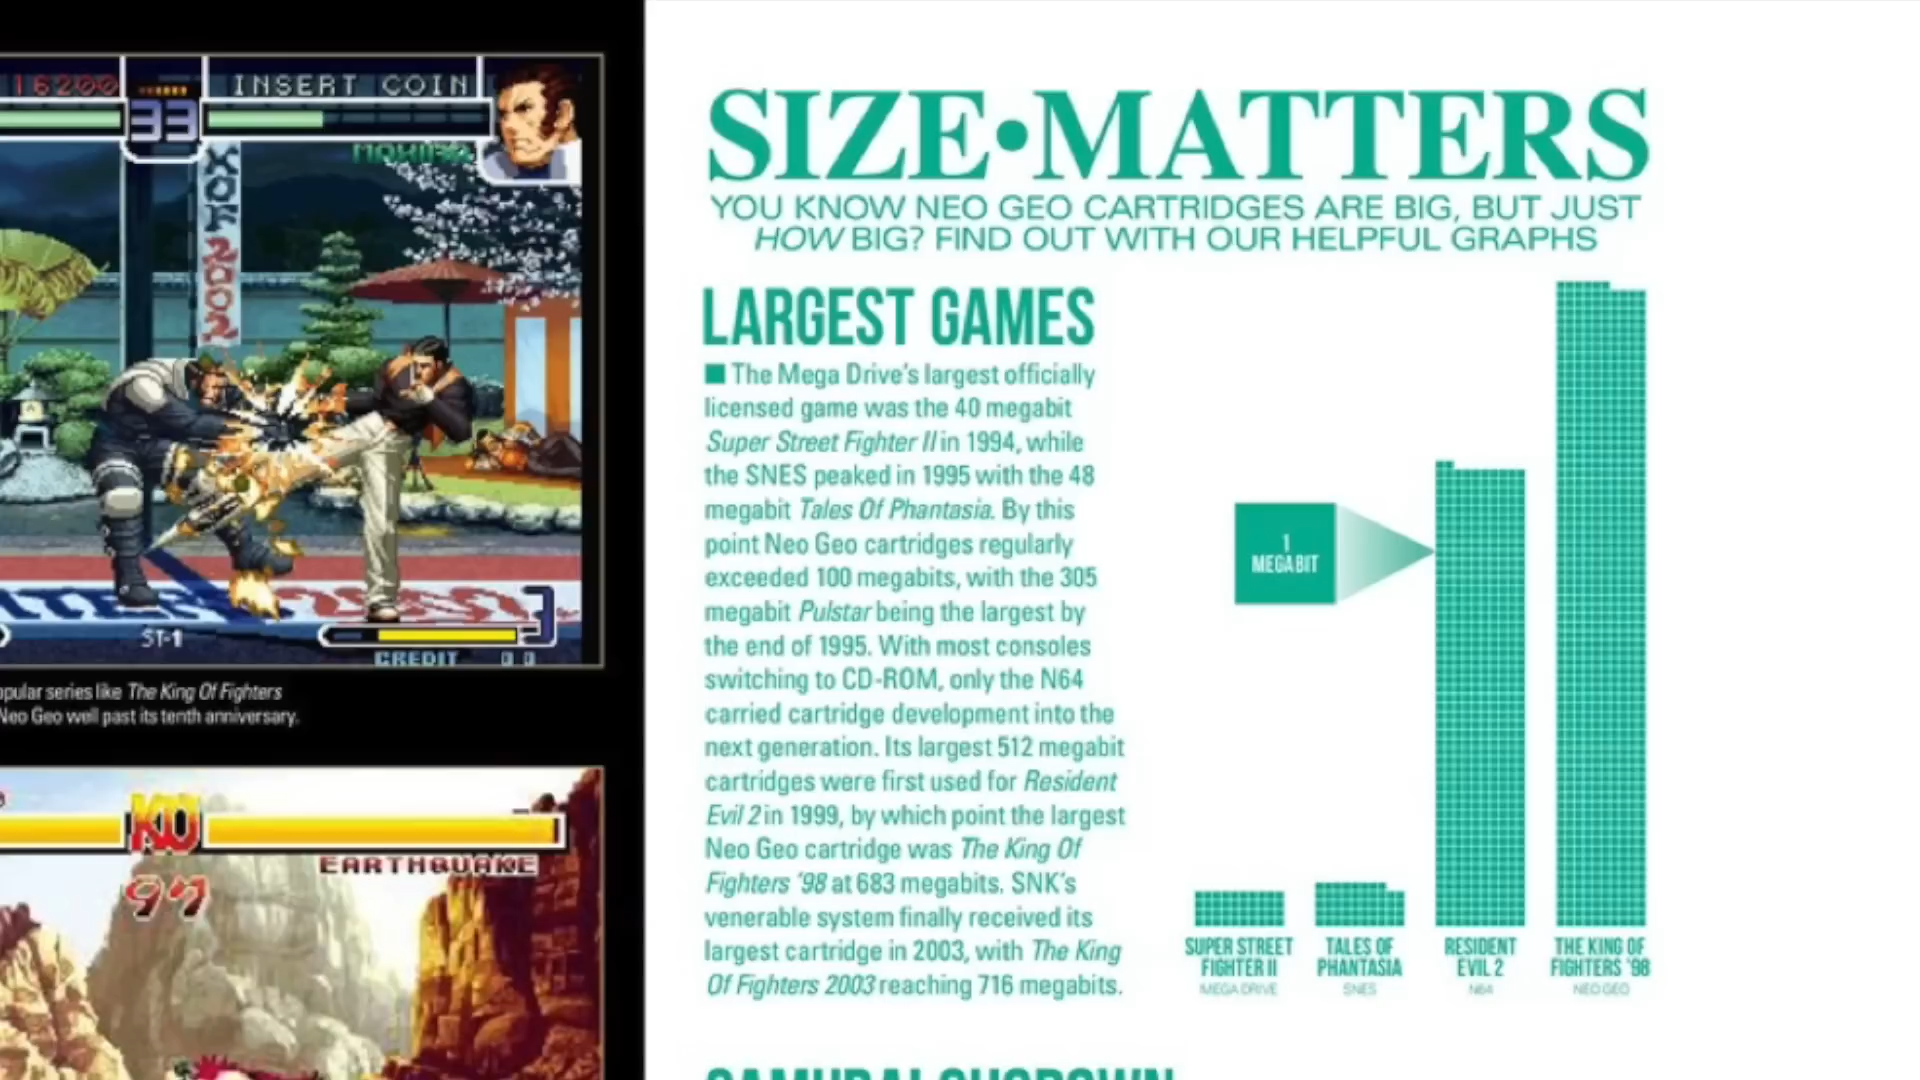 16200
33
INSERT COIN
MAXIMA
KOF
2002
ST-1
CREDIT 00
opular series like The King Of Fighters
Neo Geo well past its tenth anniversary.
KO
EARTHQUAKE
97
SIZE•MATTERS
YOU KNOW NEO GEO CARTRIDGES ARE BIG, BUT JUST
HOW BIG? FIND OUT WITH OUR HELPFUL GRAPHS
LARGEST GAMES
■ The Mega Drive's largest officially
licensed game was the 40 megabit
Super Street Fighter II in 1994, while
the SNES peaked in 1995 with the 48
megabit Tales Of Phantasia. By this
point Neo Geo cartridges regularly
exceeded 100 megabits, with the 305
megabit Pulstar being the largest by
the end of 1995. With most consoles
switching to CD-ROM, only the N64
carried cartridge development into the
next generation. Its largest 512 megabit
cartridges were first used for Resident
Evil 2 in 1999, by which point the largest
Neo Geo cartridge was The King Of
Fighters '98 at 683 megabits. SNK's
venerable system finally received its
largest cartridge in 2003, with The King
Of Fighters 2003 reaching 716 megabits.
1
MEGABIT
SUPER STREET
FIGHTER II
MEGA DRIVE
TALES OF
PHANTASIA
SNES
RESIDENT
EVIL 2
N64
THE KING OF
FIGHTERS '98
NEO GEO
SAMURAI SHODOWN